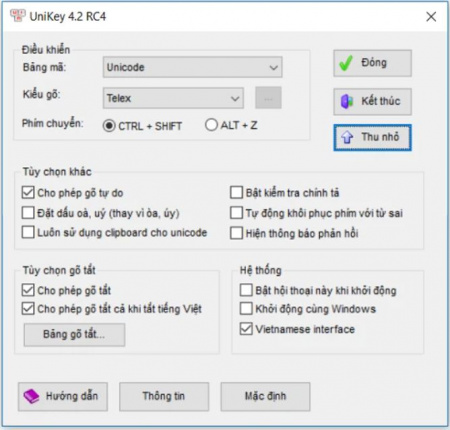 UniKey 4.2 RC4
Điều khiển
Bảng mã: Unicode
Đóng
Kiểu gõ: Telex ...
Kết thúc
Phím chuyển: CTRL + SHIFT ALT + Z
Thu nhỏ
Tùy chọn khác
Cho phép gõ tự do
Bật kiểm tra chính tả
Đặt dấu oà, uý (thay vì òa, úy)
Tự động khôi phục phím với từ sai
Luôn sử dụng clipboard cho unicode
Hiện thông báo phản hồi
Tùy chọn gõ tắt
Cho phép gõ tắt
Cho phép gõ tắt cả khi tắt tiếng Việt
Bảng gõ tắt...
Hệ thống
Bật hội thoại này khi khởi động
Khởi động cùng Windows
Vietnamese interface
Hướng dẫn
Thông tin
Mặc định